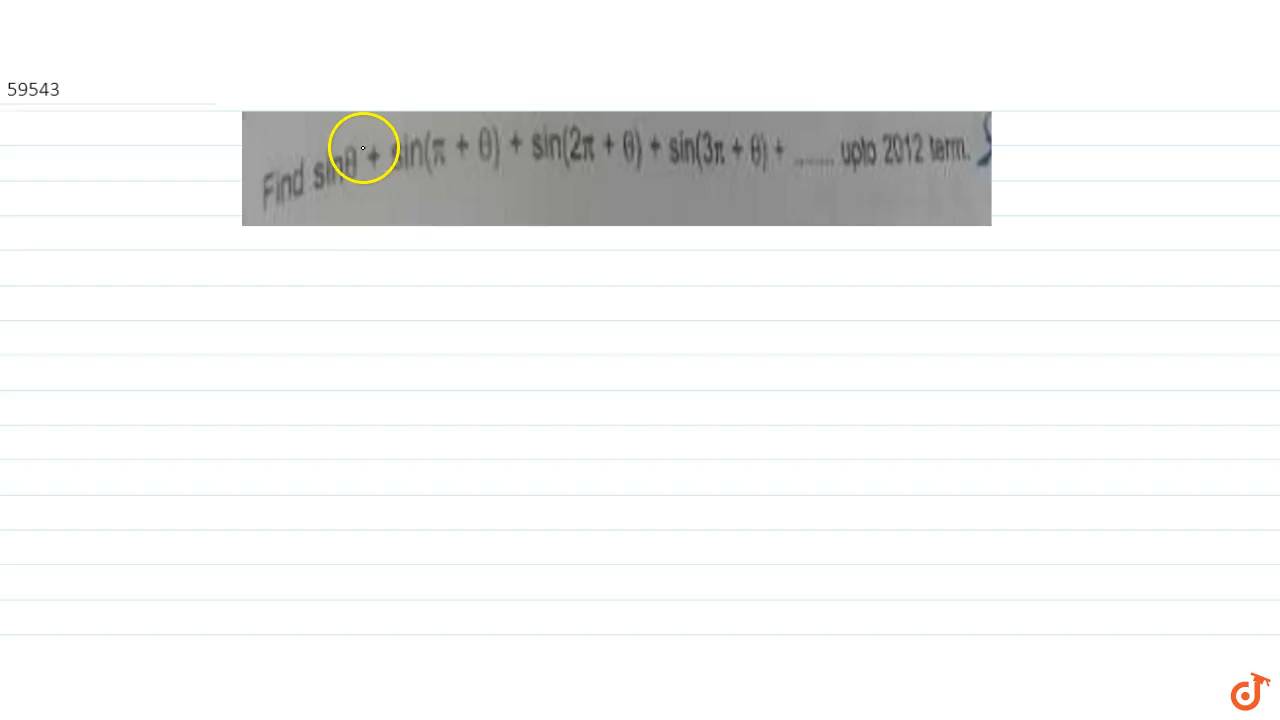 59543
Find sinθ + sin(π + θ) + sin(2π + θ) + sin(3π + θ) + ...... upto 2012 term.